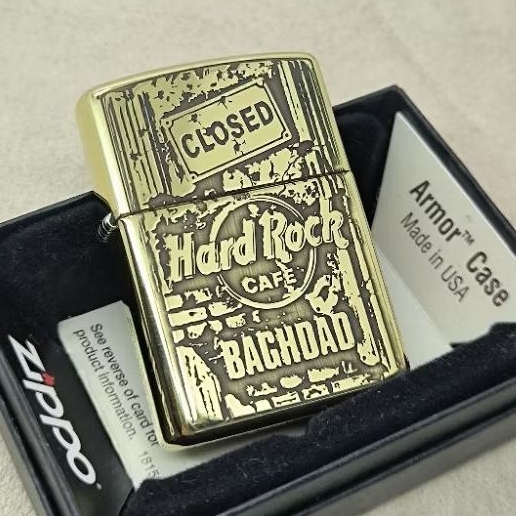 CLOSED
Hard Rock
CAFE
BAGHDAD
Armor™ Case
Made in USA
See reverse of card for
product information.
zippo